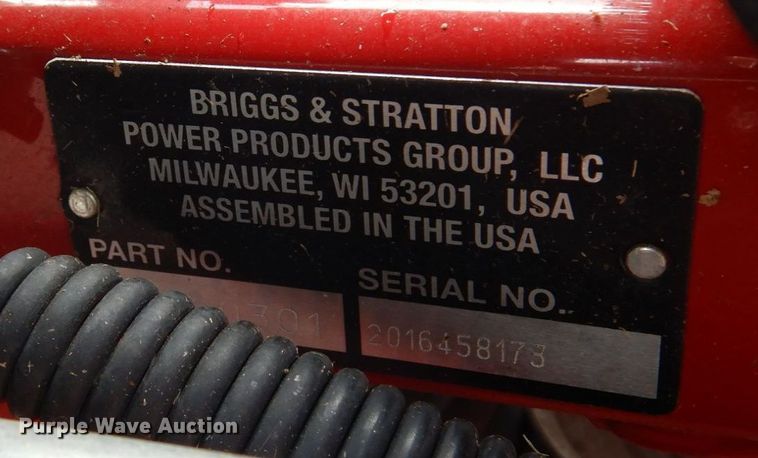 BRIGGS & STRATTON
POWER PRODUCTS GROUP, LLC
MILWAUKEE, WI 53201, USA
ASSEMBLED IN THE USA
PART NO.
SERIAL NO.
301
2016458173
Purple Wave Auction